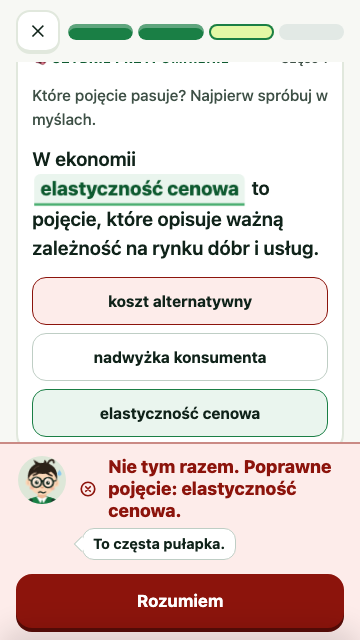 Które pojęcie pasuje? Najpierw spróbuj w
myślach.
W ekonomii
elastyczność cenowa to
pojęcie, które opisuje ważną
zależność na rynku dóbr i usług.
koszt alternatywny
nadwyżka konsumenta
elastyczność cenowa
Nie tym razem. Poprawne
pojęcie: elastyczność
cenowa.
To częsta pułapka.
Rozumiem